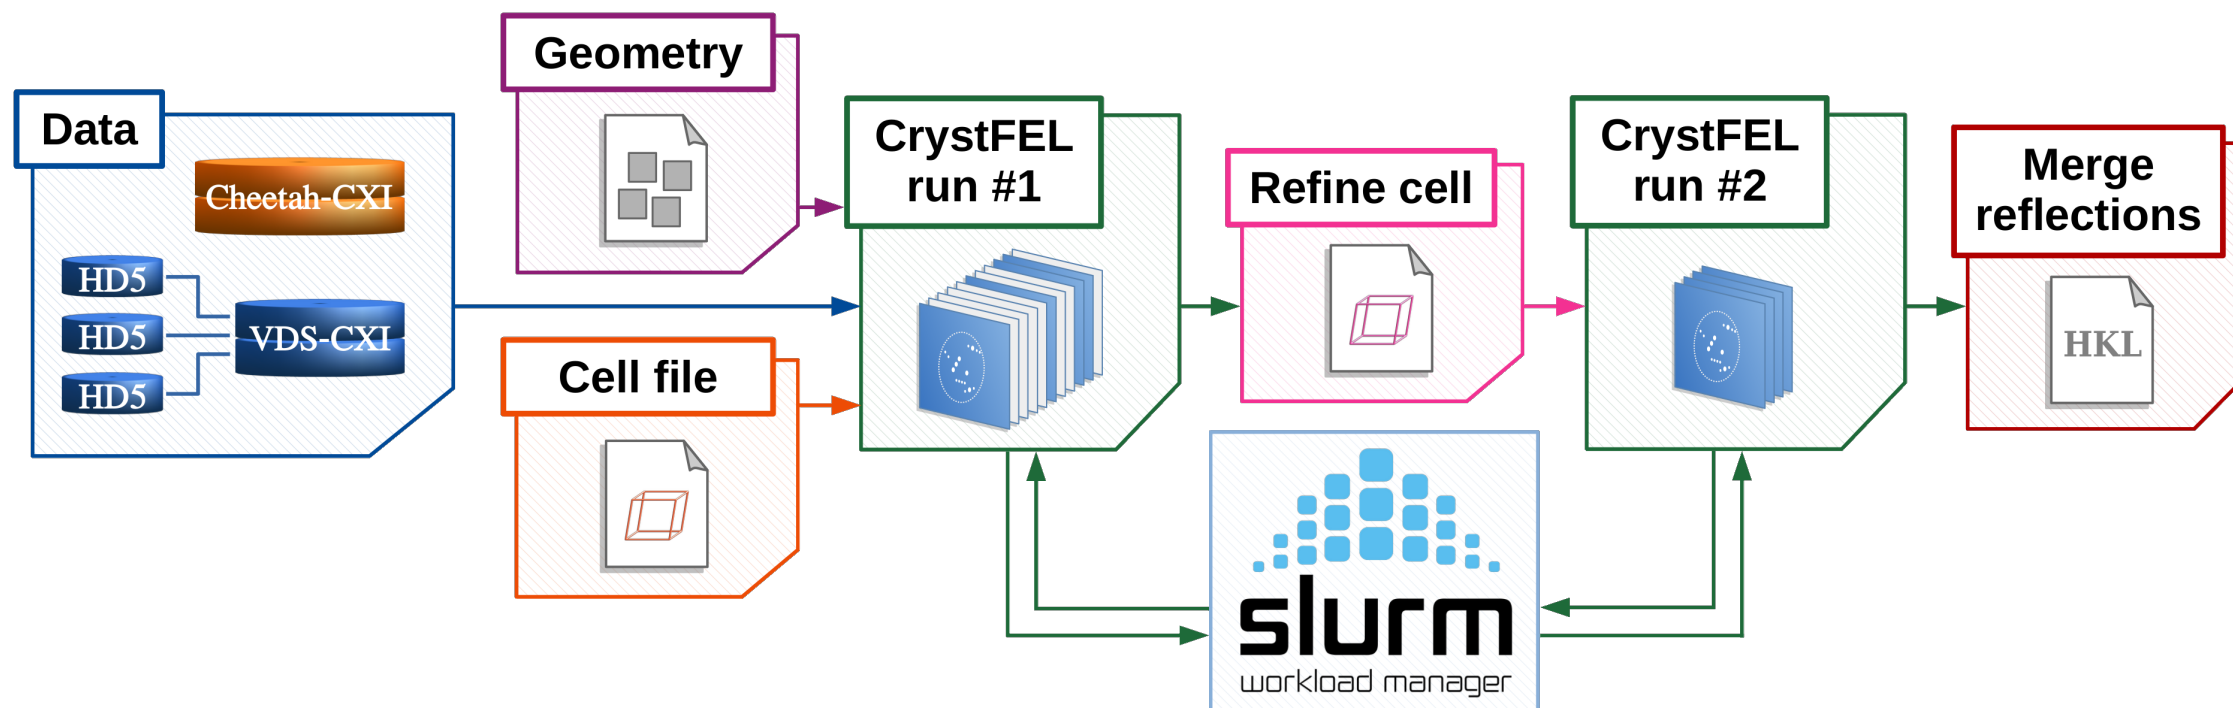 Data
Cheetah-CXI
HD5
HD5
HD5
VDS-CXI
Geometry
Cell file
CrystFEL
run #1
Refine cell
CrystFEL
run #2
Merge
reflections
HKL
slurm
workload manager